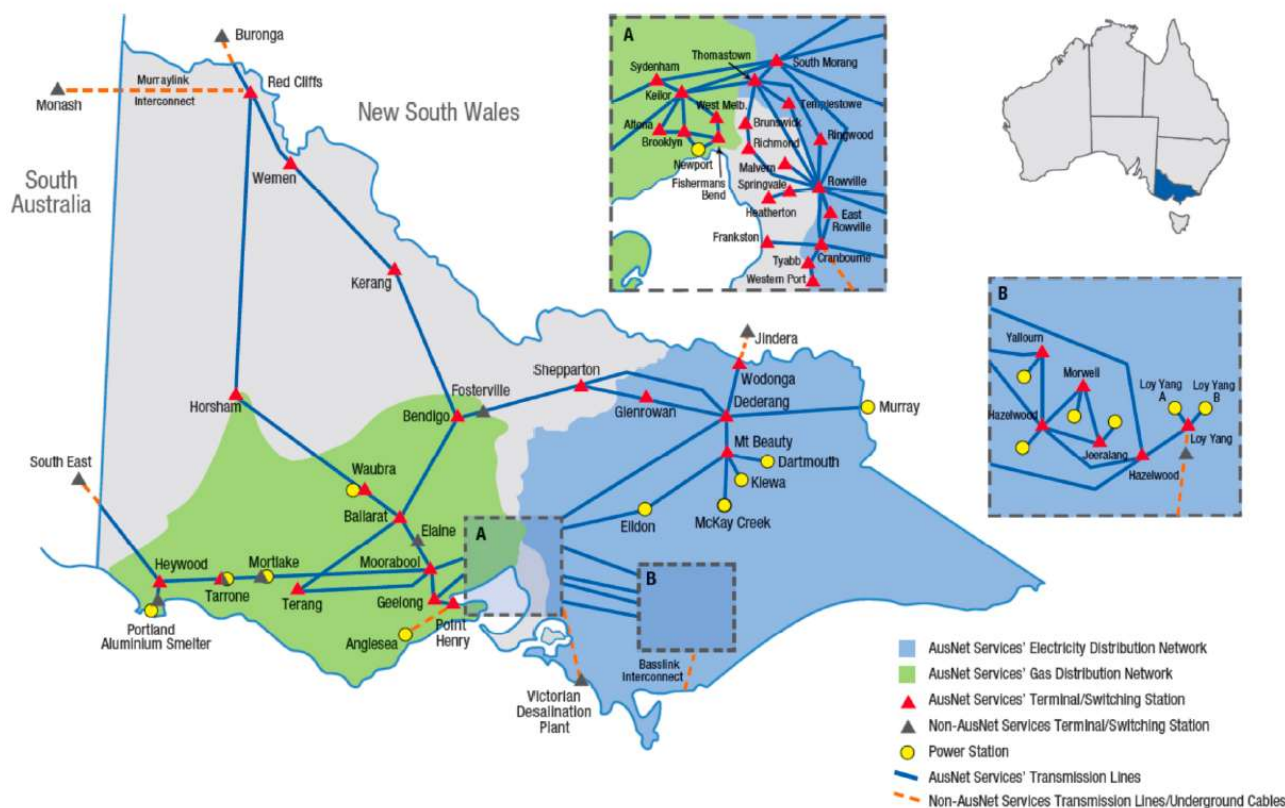 Buronga
Red Cliffs
Murraylink
Interconnect
Monash
New South Wales
South
Australia
Wemen
Kerang
Horsham
Fosterville
Bendigo
Shepparton
Glenrowan
Jindera
Wodonga
Dederang
Murray
Mt Beauty
Dartmouth
Kiewa
McKay Creek
Eildon
South East
Waubra
Ballarat
Elaine
Moorabool
Heywood
Tarrone
Mortlake
Terang
Geelong
Point
Henry
Anglesea
Portland
Aluminium Smelter
A
B
Basslink
Interconnect
Victorian
Desalination
Plant
A
Thomastown
South Morang
Sydenham
Keilor
West Melb.
Templestowe
Altona
Brooklyn
Brunswick
Ringwood
Richmond
Newport
Malvern
Fishermans
Bend
Springvale
Rowville
Heatherton
East
Rowville
Frankston
Cranbourne
Tyabb
Western Port
B
Yallourn
Morwell
Loy Yang
A
Loy Yang
B
Hazelwood
Jeeralang
Loy Yang
Hazelwood
AusNet Services' Electricity Distribution Network
AusNet Services' Gas Distribution Network
AusNet Services' Terminal/Switching Station
Non-AusNet Services Terminal/Switching Station
Power Station
AusNet Services' Transmission Lines
Non-AusNet Services Transmission Lines/Underground Cables